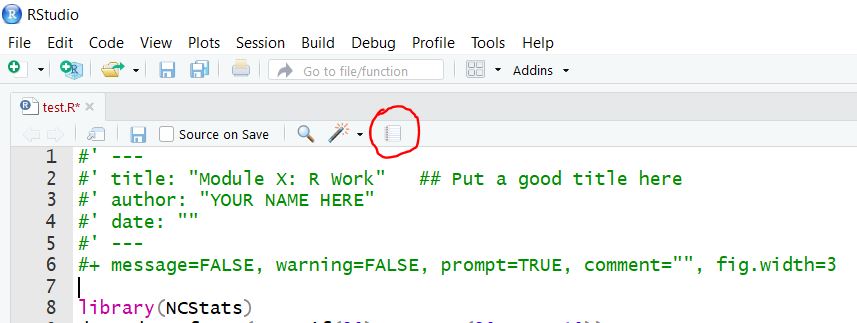 RStudio
File Edit Code View Plots Session Build Debug Profile Tools Help
Go to file/function Addins
test.R*
Source on Save
1 #' ---
2 #' title: "Module X: R Work" ## Put a good title here
3 #' author: "YOUR NAME HERE"
4 #' date: ""
5 #' ---
6 #+ message=FALSE, warning=FALSE, prompt=TRUE, comment="", fig.width=3
7
8 library(NCStats)